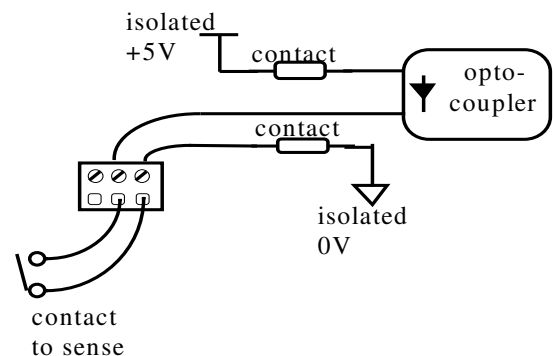 isolated
+5V
contact
opto-
coupler
contact
isolated
0V
contact
to sense